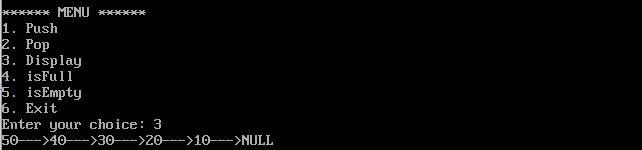 ****** MENU ******
1. Push
2. Pop
3. Display
4. isFull
5. isEmpty
6. Exit
Enter your choice: 3
50--->40--->30--->20--->10--->NULL